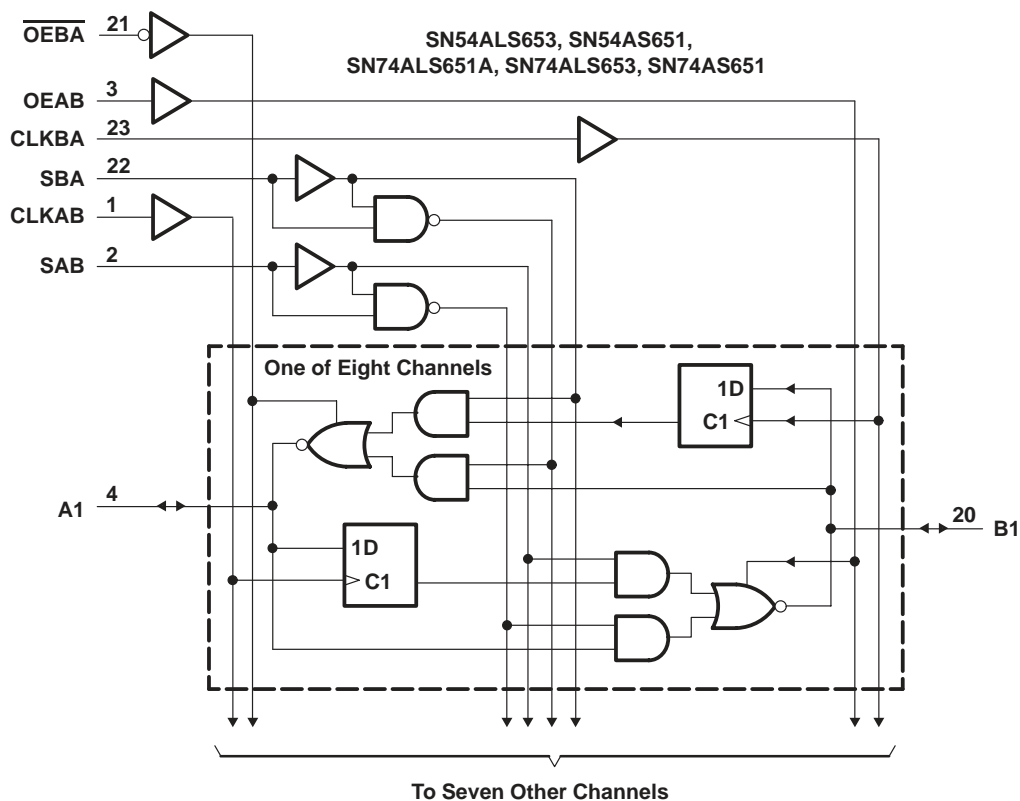 SN54ALS653, SN54AS651,
SN74ALS651A, SN74ALS653, SN74AS651
OEBA 21
OEAB 3
CLKBA 23
SBA 22
CLKAB 1
SAB 2
One of Eight Channels
1D
C1
A1 4
20 B1
1D
C1
To Seven Other Channels